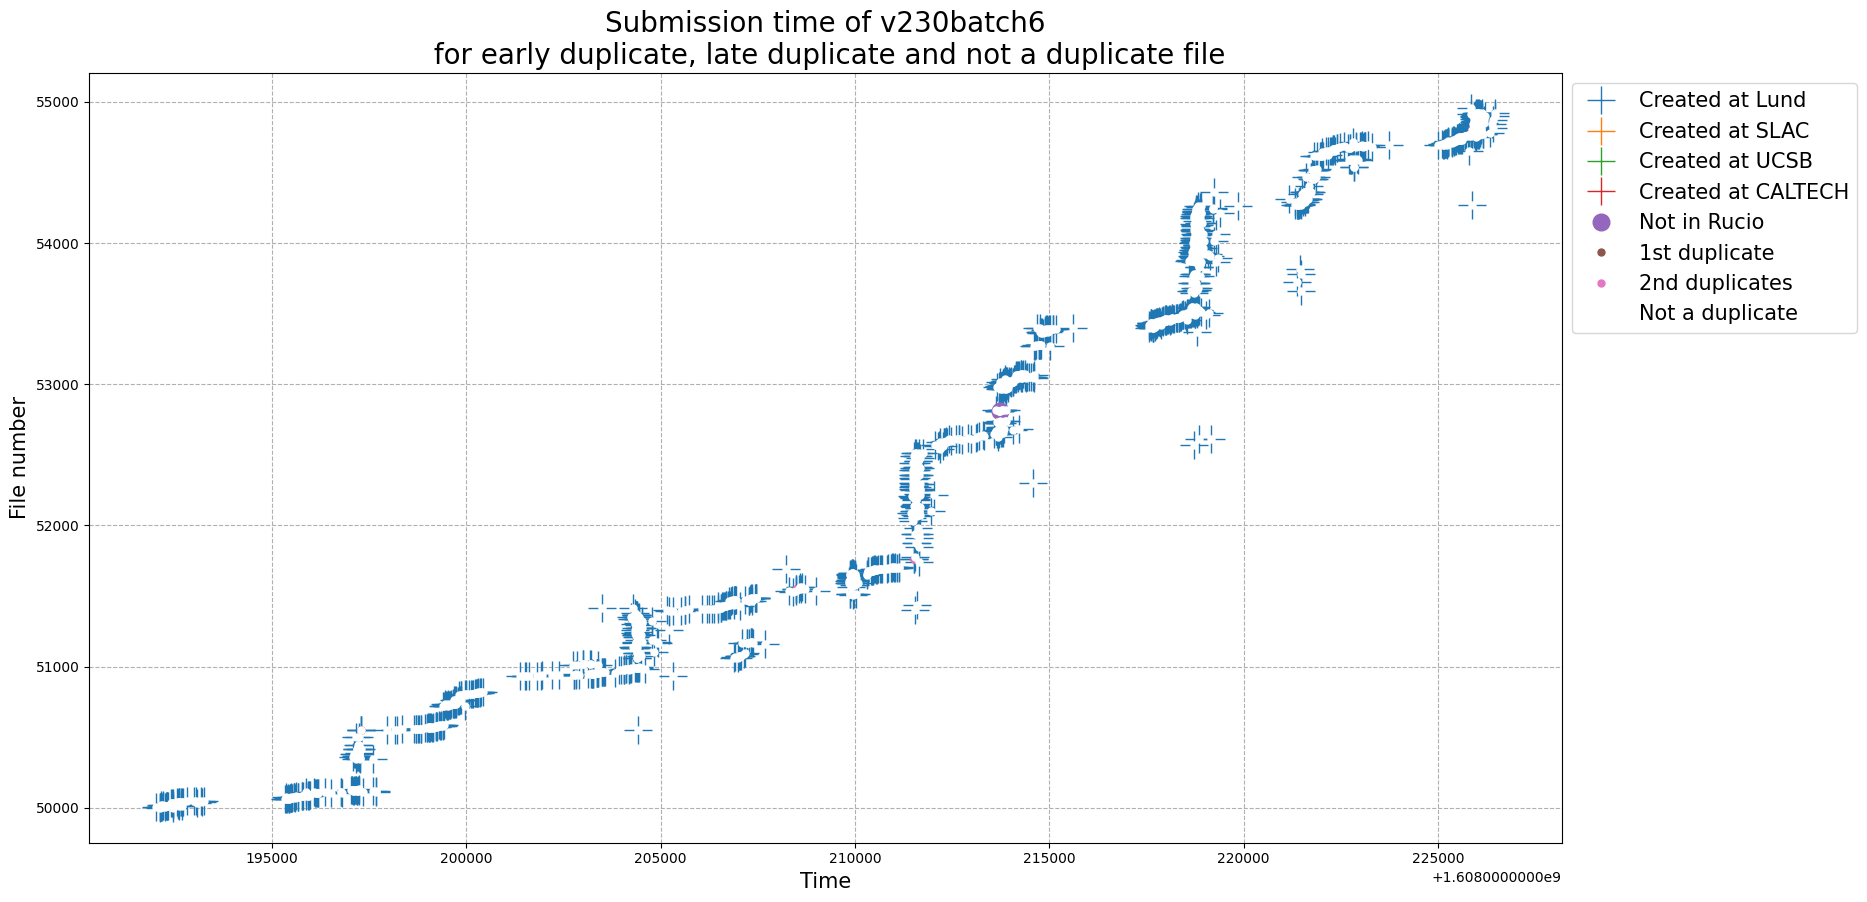 Submission time of v230batch6
for early duplicate, late duplicate and not a duplicate file
55000
54000
53000
52000
51000
50000
File number
195000
200000
205000
210000
215000
220000
225000
+1.6080000000e9
Time
Created at Lund
Created at SLAC
Created at UCSB
Created at CALTECH
Not in Rucio
1st duplicate
2nd duplicates
Not a duplicate